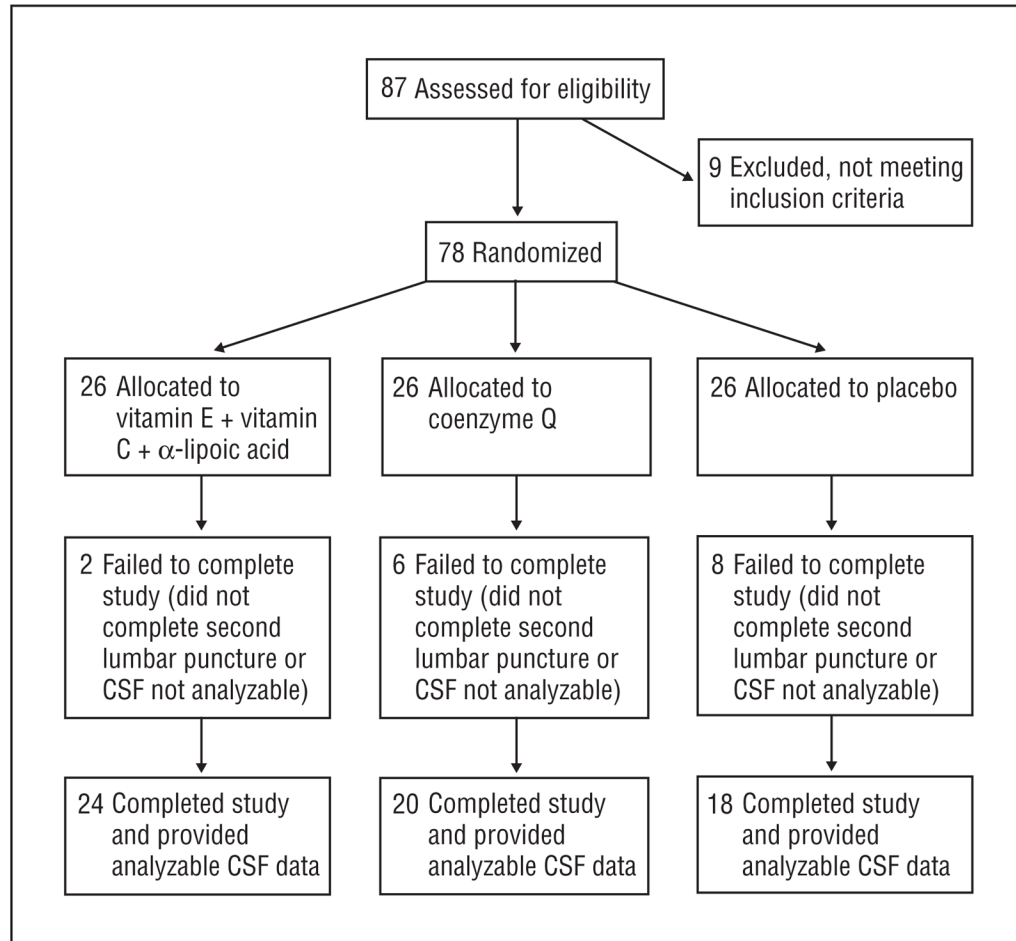 87 Assessed for eligibility
9 Excluded, not meeting
inclusion criteria
78 Randomized
26 Allocated to
vitamin E + vitamin
C + α-lipoic acid
26 Allocated to
coenzyme Q
26 Allocated to placebo
2 Failed to complete
study (did not
complete second
lumbar puncture or
CSF not analyzable)
6 Failed to complete
study (did not
complete second
lumbar puncture or
CSF not analyzable)
8 Failed to complete
study (did not
complete second
lumbar puncture or
CSF not analyzable)
24 Completed study
and provided
analyzable CSF data
20 Completed study
and provided
analyzable CSF data
18 Completed study
and provided
analyzable CSF data